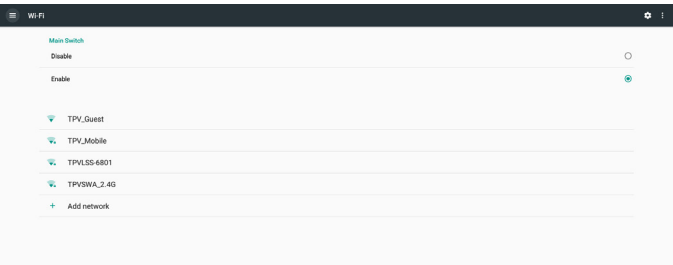 Wi-Fi
Main Switch
Disable
Enable
TPV_Guest
TPV_Mobile
TPVLSS-6801
TPVSWA_2.4G
Add network